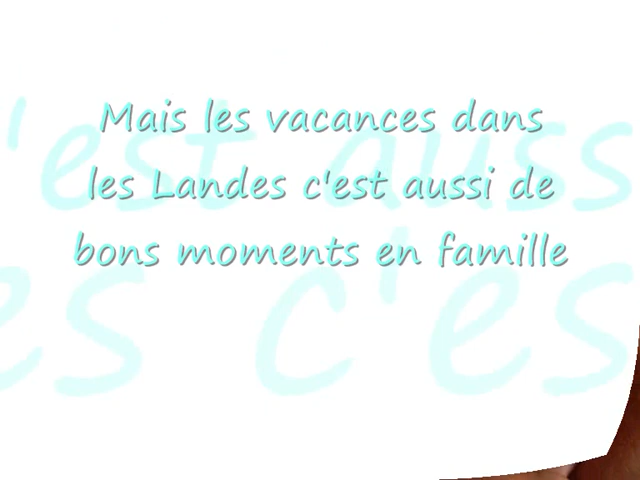 Mais les vacances dans
les Landes c'est aussi de
bons moments en famille